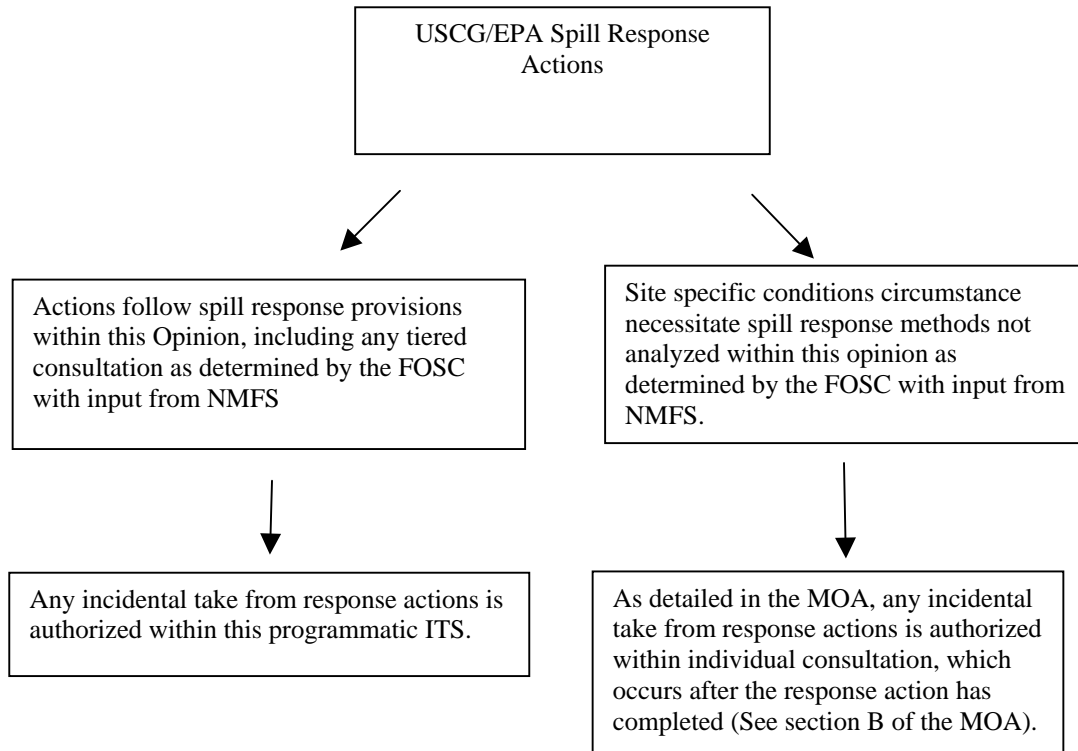 USCG/EPA Spill Response
Actions
Actions follow spill response provisions
within this Opinion, including any tiered
consultation as determined by the FOSC
with input from NMFS
Site specific conditions circumstance
necessitate spill response methods not
analyzed within this opinion as
determined by the FOSC with input from
NMFS.
Any incidental take from response actions is
authorized within this programmatic ITS.
As detailed in the MOA, any incidental
take from response actions is authorized
within individual consultation, which
occurs after the response action has
completed (See section B of the MOA).